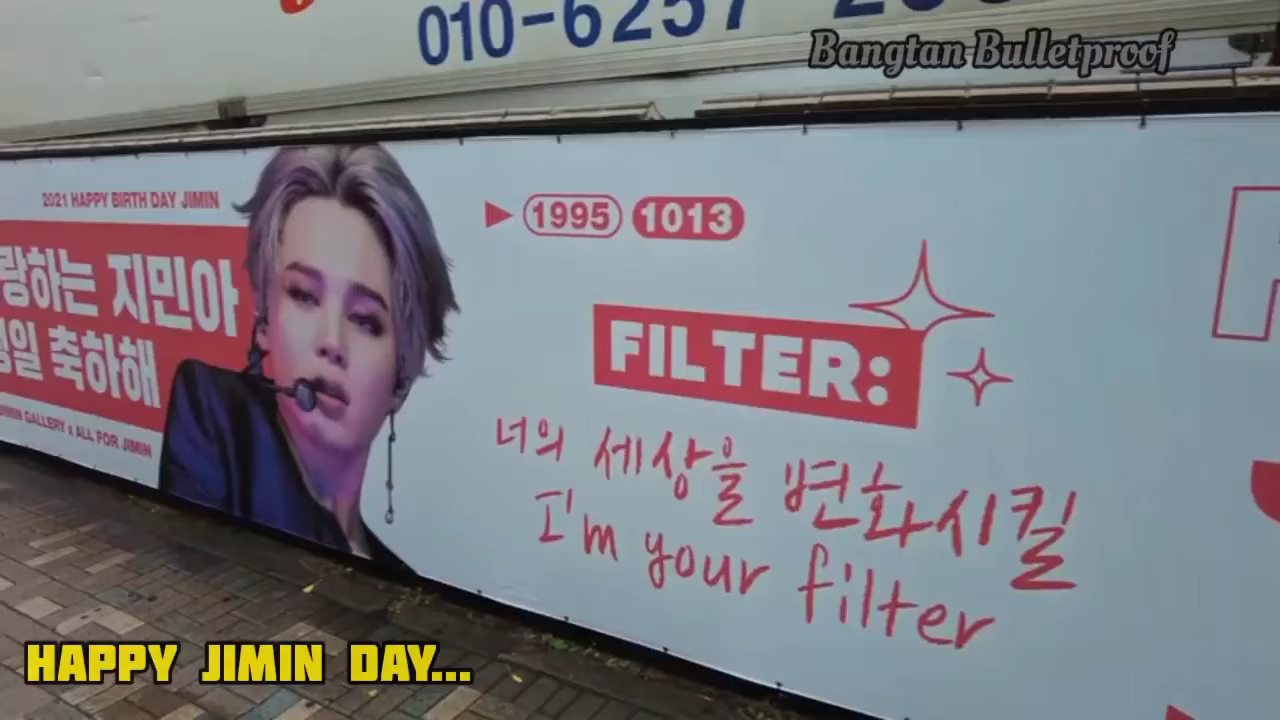 010-6257
Bangtan Bulletproof
2021 HAPPY BIRTH DAY JIMIN
랑하는 지민아
일 축하해
JIMIN GALLERY x ALL FOR JIMIN
▶ 1995 1013
FILTER:
너의 세상을 변화시킬
I'm your filter
HAPPY JIMIN DAY...